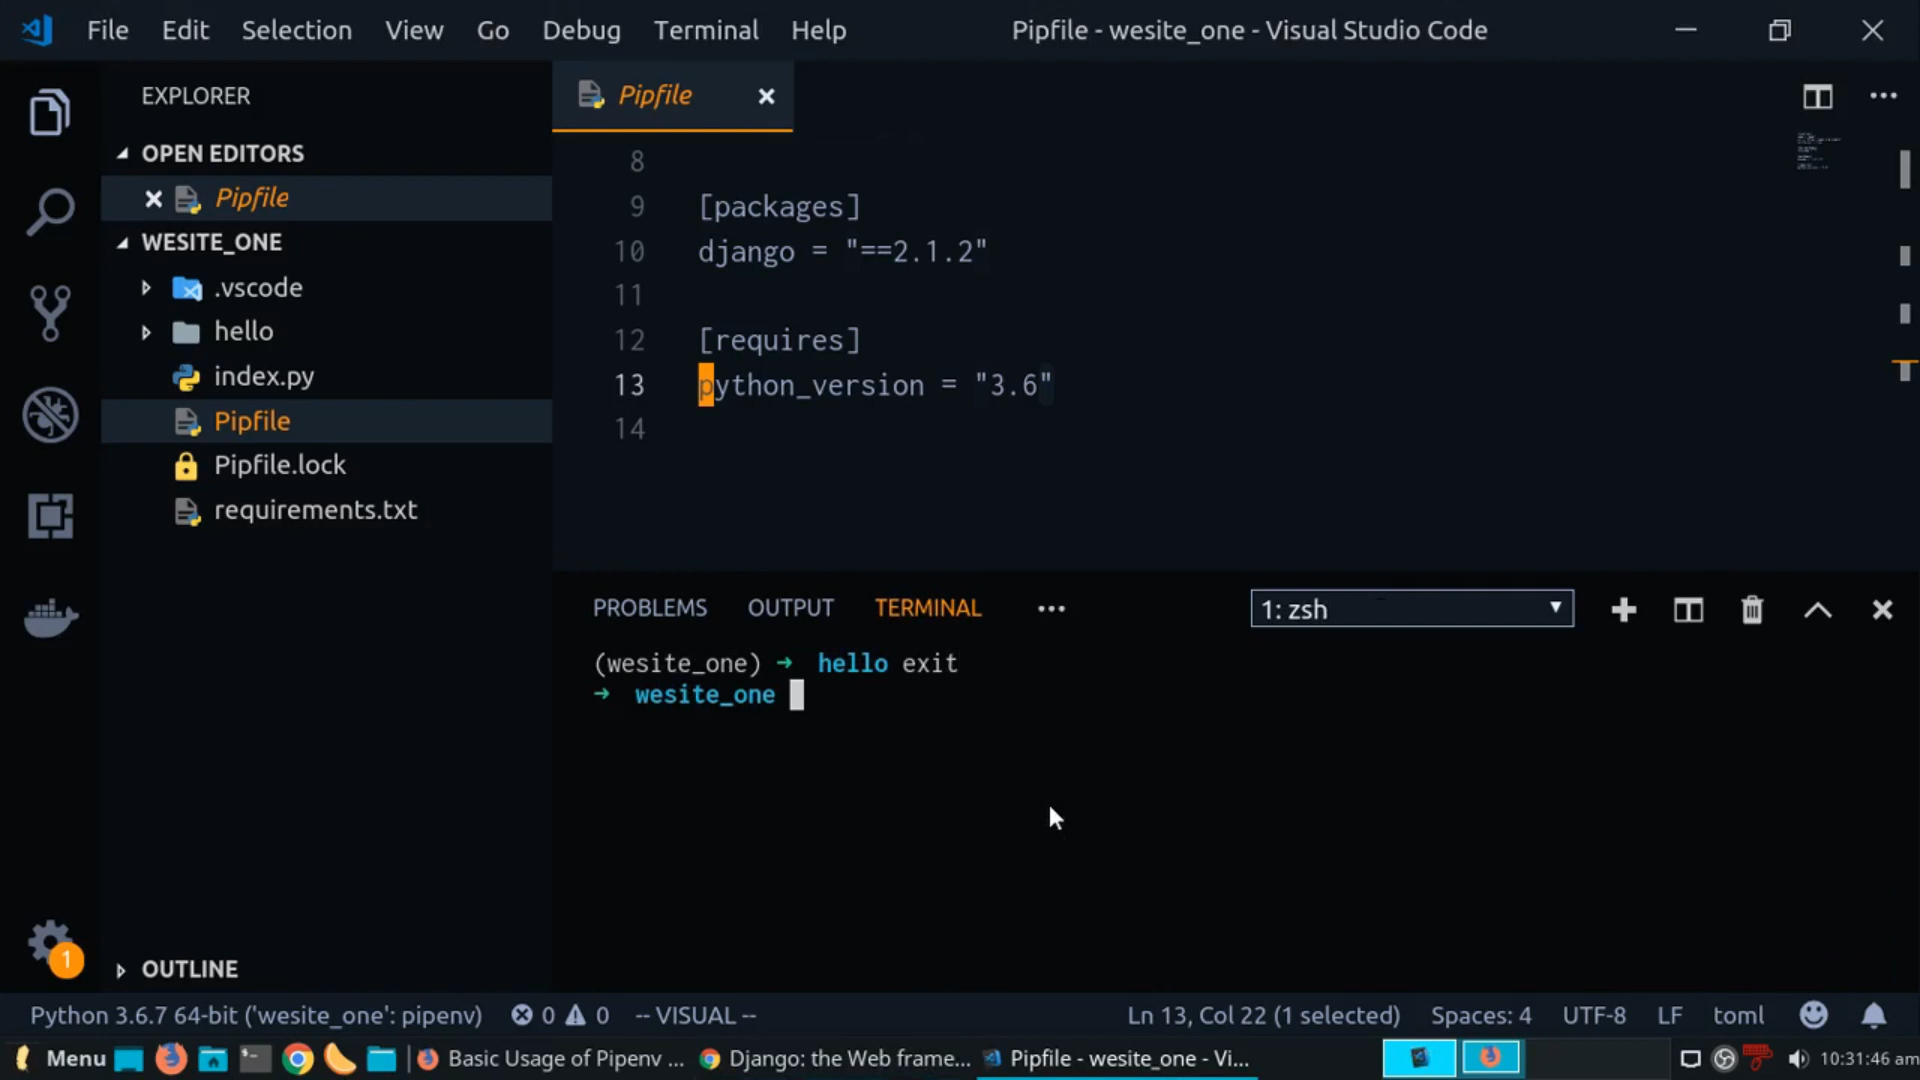 File Edit Selection View Go Debug Terminal Help
Pipfile - wesite_one - Visual Studio Code
EXPLORER
OPEN EDITORS
Pipfile
WESITE_ONE
.vscode
hello
index.py
Pipfile
Pipfile.lock
requirements.txt
OUTLINE
1
Pipfile
8
9 [packages]
10 django = "==2.1.2"
11
12 [requires]
13 python_version = "3.6"
14
PROBLEMS OUTPUT TERMINAL ···
1: zsh
(wesite_one) ➜ hello exit
➜ wesite_one
Python 3.6.7 64-bit ('wesite_one': pipenv) 0 0 -- VISUAL --
Ln 13, Col 22 (1 selected) Spaces: 4 UTF-8 LF toml
Menu Basic Usage of Pipenv ... Django: the Web frame... Pipfile - wesite_one - Vi... 10:31:46 am